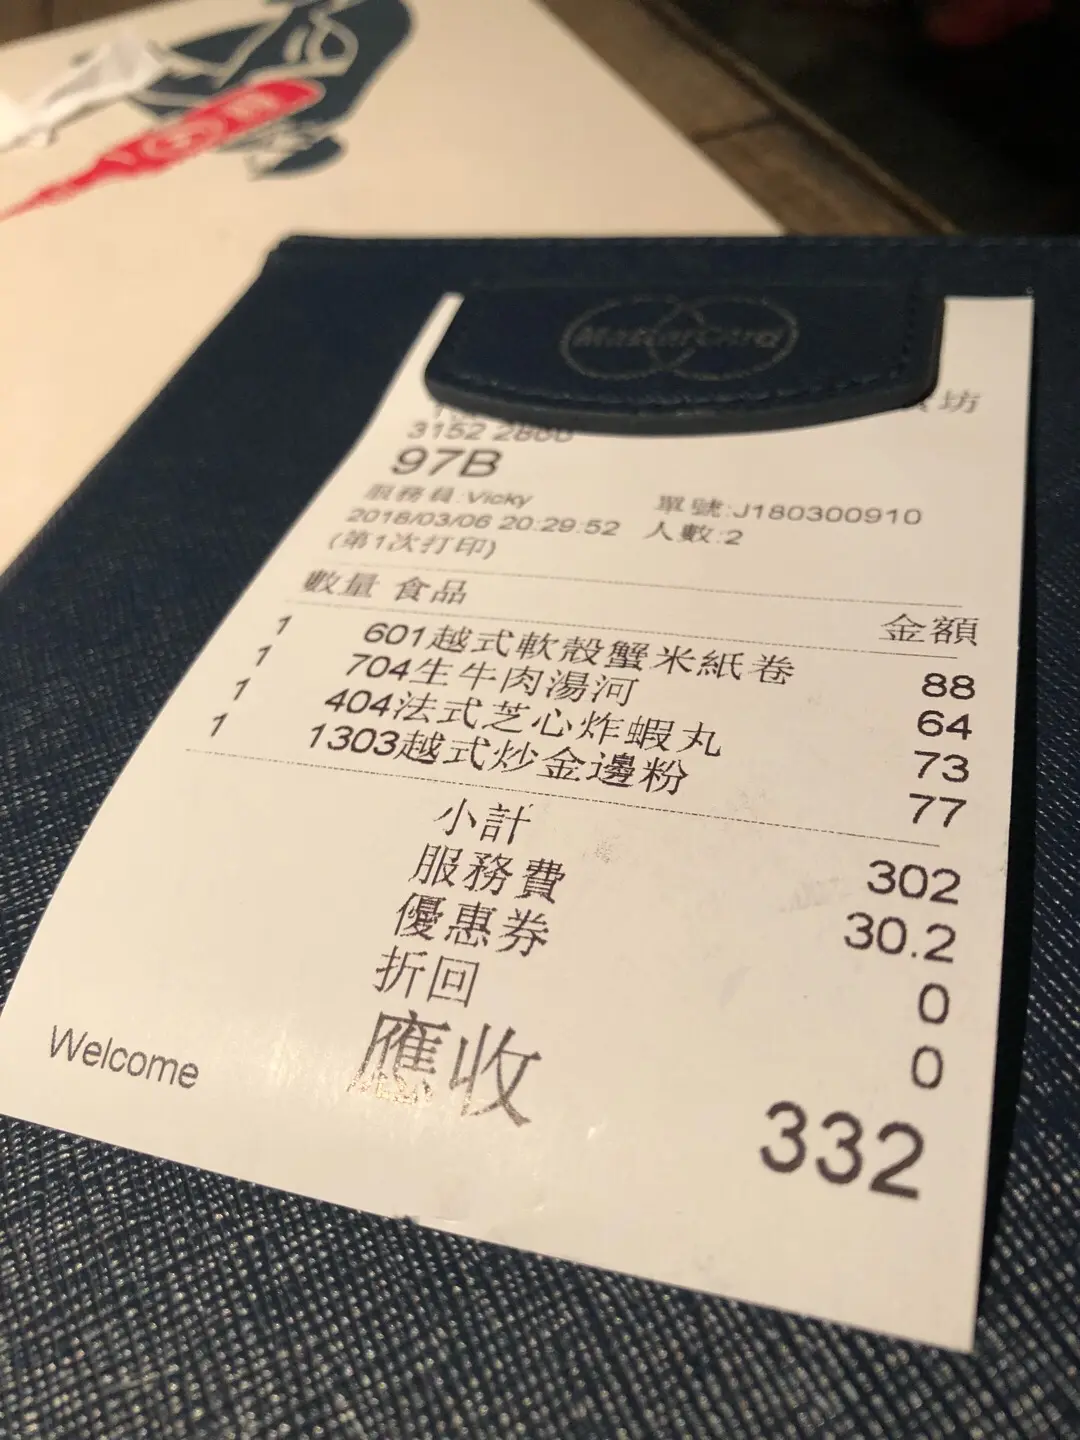 MasterCard
坊
3152 2800
97B
服務員:Vicky 單號:J180300910
2018/03/06 20:29:52 人數:2
(第1次打印)
數量 食品 金額
1 601越式軟殼蟹米紙卷 88
1 704生牛肉湯河 64
1 404法式芝心炸蝦丸 73
1 1303越式炒金邊粉 77
小計 302
服務費 30.2
優惠券 0
折回 0
Welcome 應收 332